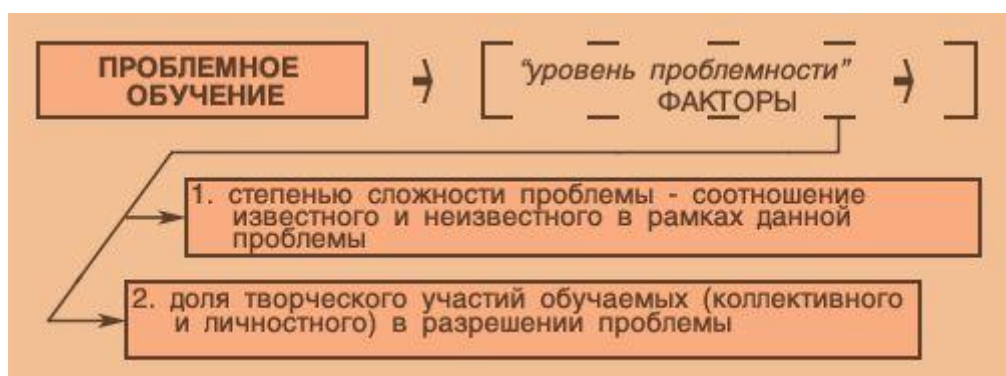 ПРОБЛЕМНОЕ
ОБУЧЕНИЕ
"уровень проблемности"
ФАКТОРЫ
1. степенью сложности проблемы - соотношение
известного и неизвестного в рамках данной
проблемы
2. доля творческого участий обучаемых (коллективного
и личностного) в разрешении проблемы